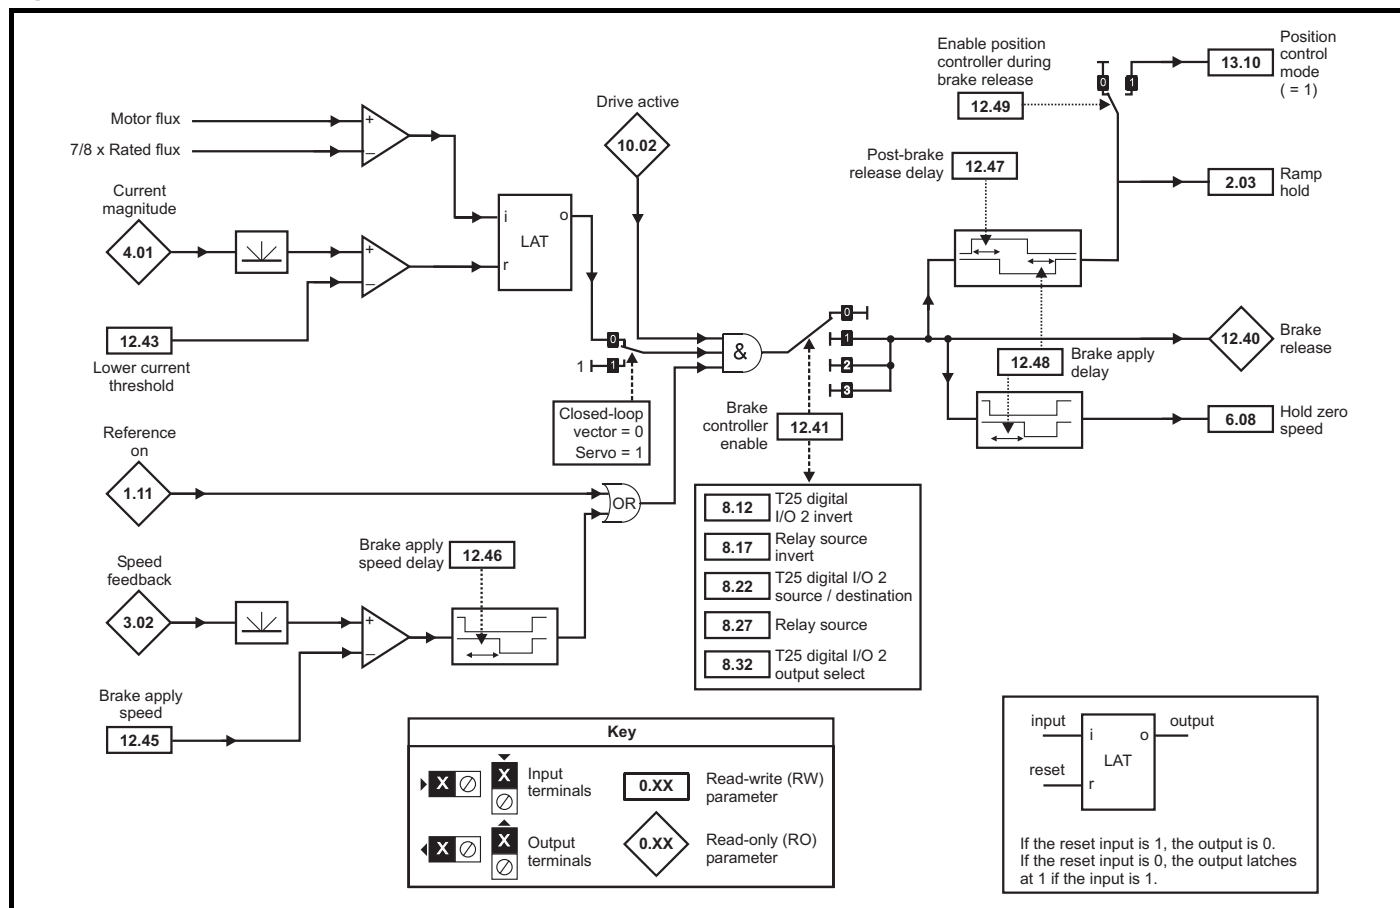 Motor flux
7/8 x Rated flux
+
–
Current
magnitude
4.01
+
–
12.43
Lower current
threshold
i
o
LAT
r
Drive active
10.02
Enable position
controller during
brake release
12.49
0
1
13.10
Position
control
mode
( = 1)
Post-brake
release delay
12.47
2.03
Ramp
hold
0
1
1
&
0
1
2
3
12.40
Brake
release
12.48
Brake apply
delay
6.08
Hold zero
speed
Closed-loop
vector = 0
Servo = 1
Brake
controller
enable
12.41
Reference
on
1.11
OR
8.12
T25 digital
I/O 2 invert
8.17
Relay source
invert
8.22
T25 digital I/O 2
source / destination
8.27
Relay source
8.32
T25 digital I/O 2
output select
Speed
feedback
3.02
Brake apply
speed delay
12.46
+
–
Brake apply
speed
12.45
Key
X
X
Input
terminals
0.XX
Read-write (RW)
parameter
X
X
Output
terminals
0.XX
Read-only (RO)
parameter
input
output
i
o
LAT
reset
r
If the reset input is 1, the output is 0.
If the reset input is 0, the output latches
at 1 if the input is 1.